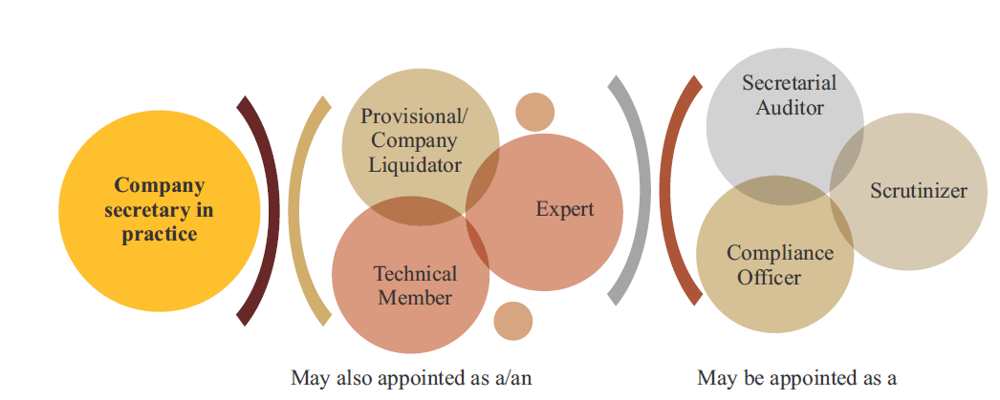 Company
secretary in
practice
Provisional/
Company
Liquidator
Expert
Technical
Member
May also appointed as a/an
Secretarial
Auditor
Scrutinizer
Compliance
Officer
May be appointed as a